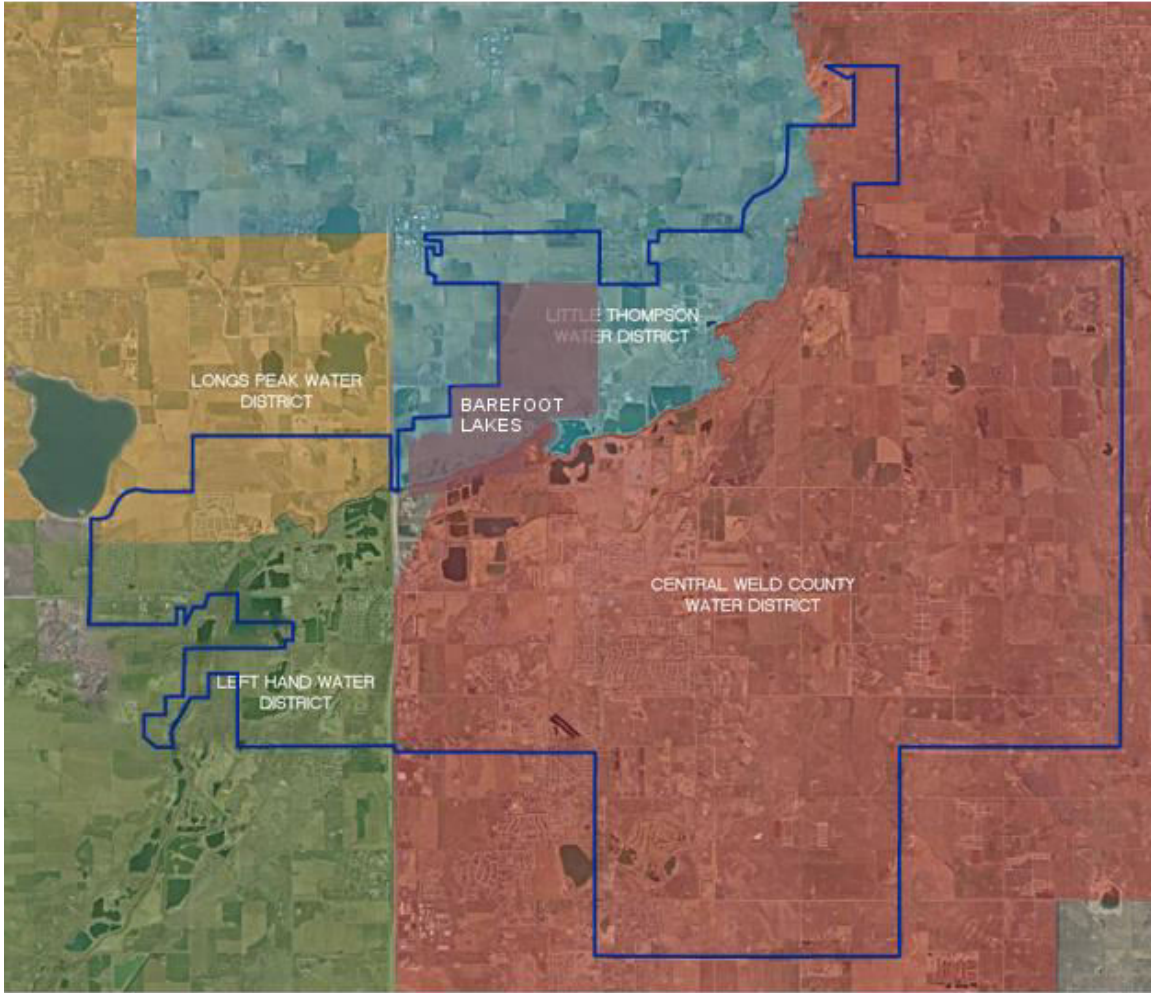 LITTLE THOMPSON
WATER DISTRICT
LONGS PEAK WATER
DISTRICT
BAREFOOT
LAKES
CENTRAL WELD COUNTY
WATER DISTRICT
LEFT HAND WATER
DISTRICT